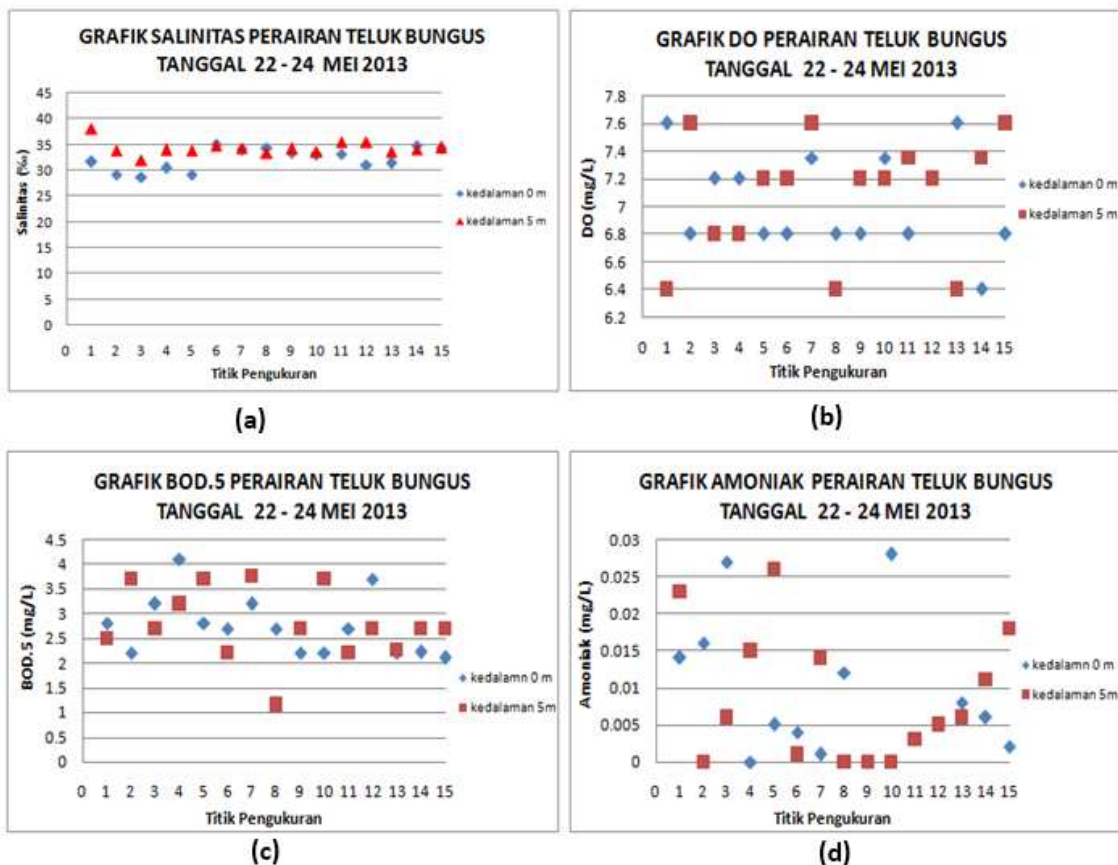 GRAFIK SALINITAS PERAIRAN TELUK BUNGUS
TANGGAL 22 - 24 MEI 2013
45
40
35
30
25
20
15
10
5
0
Salinitas (‰)
0 1 2 3 4 5 6 7 8 9 10 11 12 13 14 15
Titik Pengukuran
kedalaman 0 m
kedalaman 5 m
(a)
GRAFIK DO PERAIRAN TELUK BUNGUS
TANGGAL 22 - 24 MEI 2013
7.8
7.6
7.4
7.2
7
6.8
6.6
6.4
6.2
DO (mg/L)
0 1 2 3 4 5 6 7 8 9 10 11 12 13 14 15
Titik Pengukuran
kedalaman 0 m
kedalaman 5 m
(b)
GRAFIK BOD.5 PERAIRAN TELUK BUNGUS
TANGGAL 22 - 24 MEI 2013
4.5
4
3.5
3
2.5
2
1.5
1
0.5
0
BOD.5 (mg/L)
0 1 2 3 4 5 6 7 8 9 10 11 12 13 14 15
Titik Pengukuran
kedalamn 0 m
kedalaman 5m
(c)
GRAFIK AMONIAK PERAIRAN TELUK BUNGUS
TANGGAL 22 - 24 MEI 2013
0.03
0.025
0.02
0.015
0.01
0.005
0
Amoniak (mg/L)
0 1 2 3 4 5 6 7 8 9 10 11 12 13 14 15
Titik Pengukuran
kedalamn 0 m
kedalaman 5 m
(d)